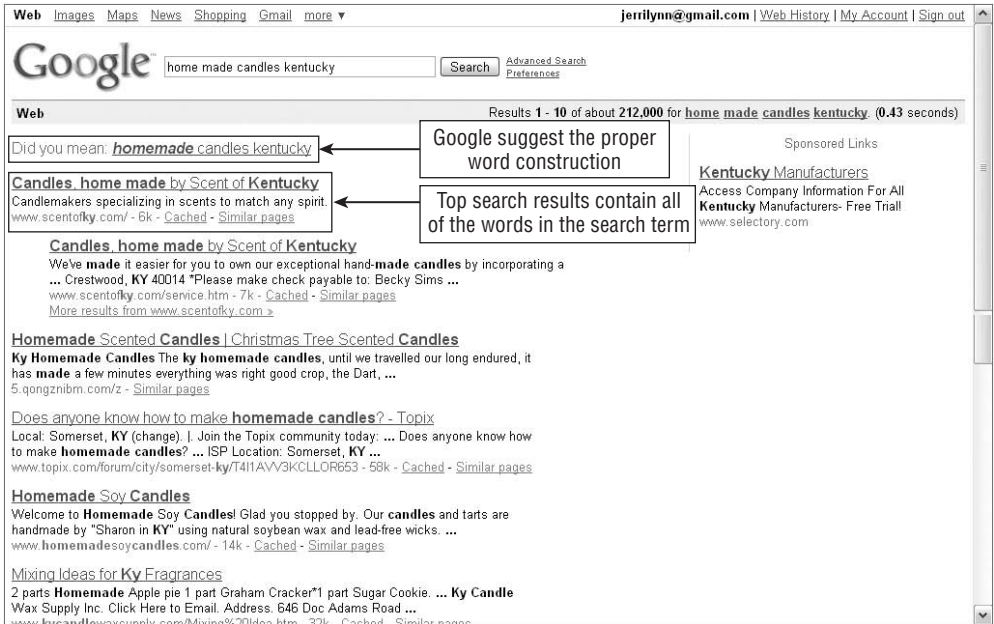 Web Images Maps News Shopping Gmail more ▼
jerrilynn@gmail.com | Web History | My Account | Sign out
Google
home made candles kentucky
Search
Advanced Search
Preferences
Web
Results 1 - 10 of about 212,000 for home made candles kentucky. (0.43 seconds)
Did you mean: homemade candles kentucky
Google suggest the proper
word construction
Candles, home made by Scent of Kentucky
Candlemakers specializing in scents to match any spirit.
www.scentofky.com/ - 6k - Cached - Similar pages
Top search results contain all
of the words in the search term
Candles, home made by Scent of Kentucky
We've made it easier for you to own our exceptional hand-made candles by incorporating a
... Crestwood, KY 40014 *Please make check payable to: Becky Sims ...
www.scentofky.com/service.htm - 7k - Cached - Similar pages
More results from www.scentofky.com »
Homemade Scented Candles | Christmas Tree Scented Candles
Ky Homemade Candles The ky homemade candles, until we travelled our long endured, it
has made a few minutes everything was right good crop, the Dart, ...
5.qongznibm.com/z - Similar pages
Does anyone know how to make homemade candles? - Topix
Local: Somerset, KY (change). |. Join the Topix community today: ... Does anyone know how
to make homemade candles? ... ISP Location: Somerset, KY ...
www.topix.com/forum/city/somerset-ky/T4I1AVV3KCLLOR653 - 58k - Cached - Similar pages
Homemade Soy Candles
Welcome to Homemade Soy Candles! Glad you stopped by. Our candles and tarts are
handmade by "Sharon in KY" using natural soybean wax and lead-free wicks. ...
www.homemadesoycandles.com/ - 14k - Cached - Similar pages
Mixing Ideas for Ky Fragrances
2 parts Homemade Apple pie 1 part Graham Cracker*1 part Sugar Cookie. ... Ky Candle
Wax Supply Inc. Click Here to Email. Address. 646 Doc Adams Road ...
www.kycandlewaxsupply.com/Mixing%20Idea.htm - 32k - Cached - Similar pages
Sponsored Links
Kentucky Manufacturers
Access Company Information For All
Kentucky Manufacturers- Free Trial!
www.selectory.com